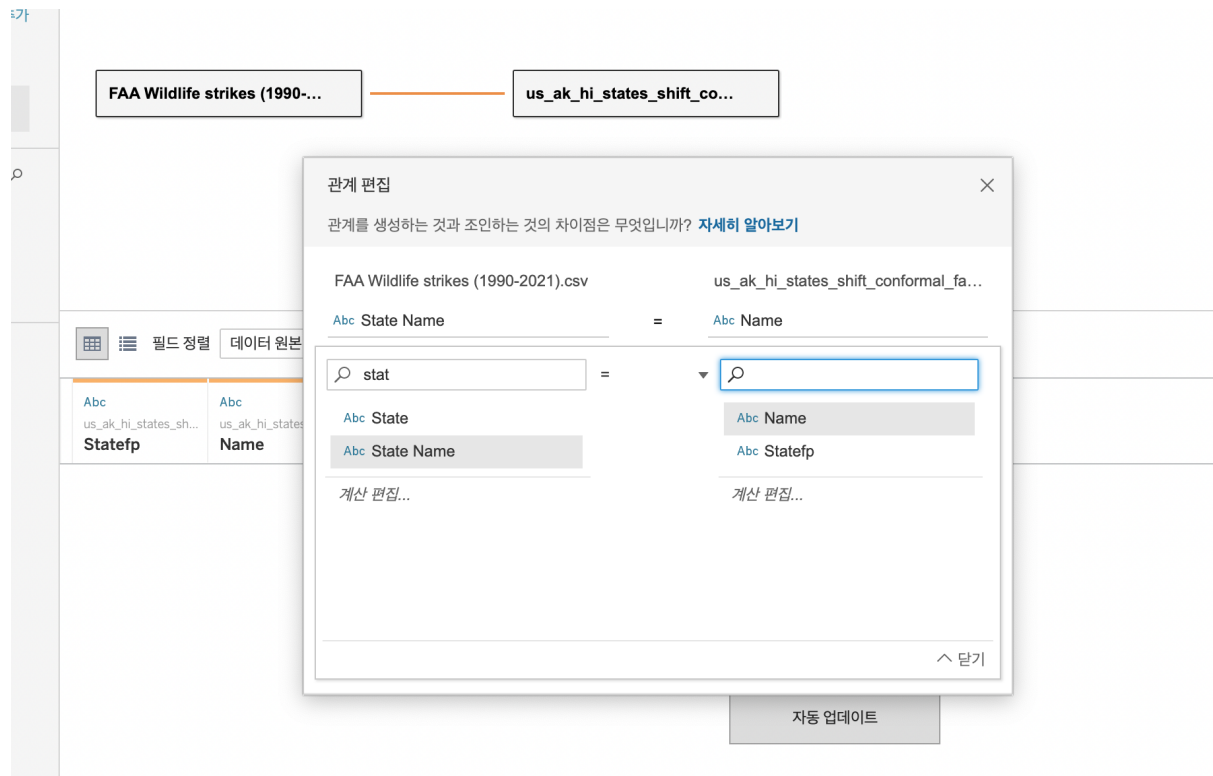 추가
FAA Wildlife strikes (1990-...
us_ak_hi_states_shift_co...
관계 편집
관계를 생성하는 것과 조인하는 것의 차이점은 무엇입니까? 자세히 알아보기
FAA Wildlife strikes (1990-2021).csv
us_ak_hi_states_shift_conformal_fa...
Abc State Name
=
Abc Name
필드 정렬
데이터 원본
stat
=
Abc State
Abc State Name
계산 편집...
Abc Name
Abc Statefp
계산 편집...
Abc
us_ak_hi_states_sh...
Statefp
Abc
us_ak_hi_states
Name
닫기
자동 업데이트